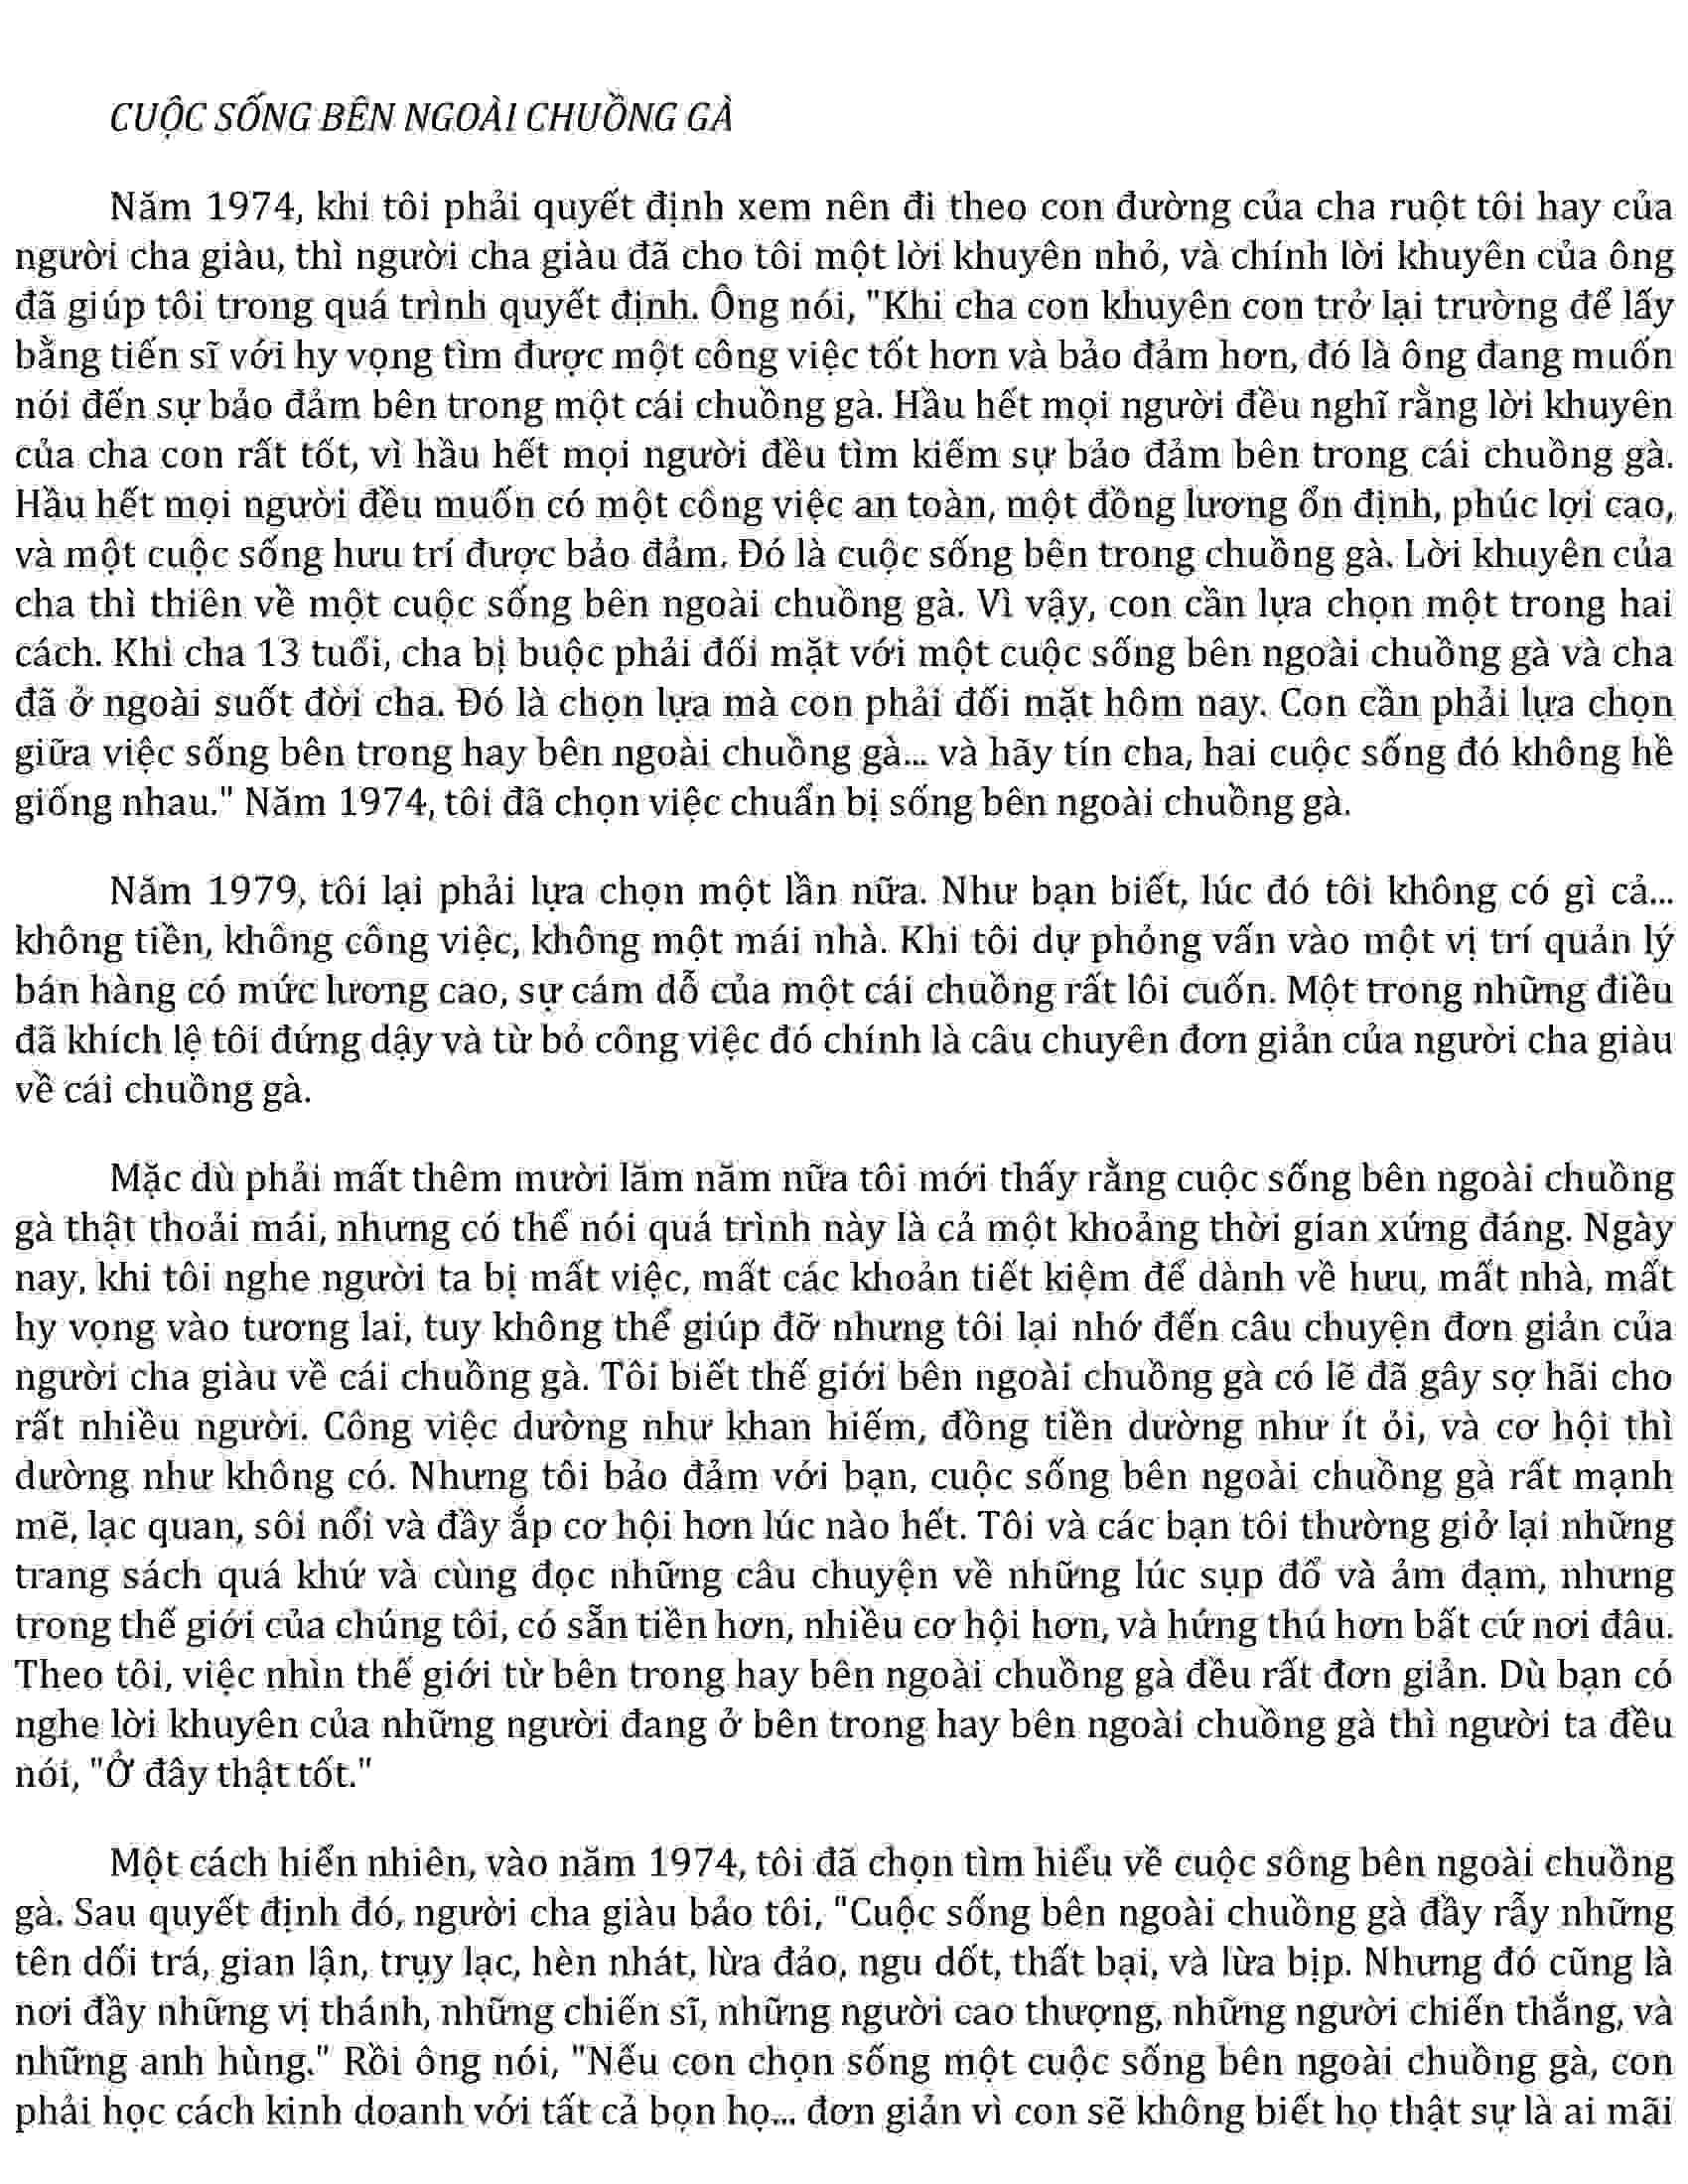 CUỘC SỐNG BÊN NGOÀI CHUỒNG GÀ
Năm 1974, khi tôi phải quyết định xem nên đi theo con đường của cha ruột tôi hay của
người cha giàu, thì người cha giàu đã cho tôi một lời khuyên nhỏ, và chính lời khuyên của ông
đã giúp tôi trong quá trình quyết định. Ông nói, "Khi cha con khuyên con trở lại trường để lấy
bằng tiến sĩ với hy vọng tìm được một công việc tốt hơn và bảo đảm hơn, đó là ông đang muốn
nói đến sự bảo đảm bên trong một cái chuồng gà. Hầu hết mọi người đều nghĩ rằng lời khuyên
của cha con rất tốt, vì hầu hết mọi người đều tìm kiếm sự bảo đảm bên trong cái chuồng gà.
Hầu hết mọi người đều muốn có một công việc an toàn, một đồng lương ổn định, phúc lợi cao,
và một cuộc sống hưu trí được bảo đảm. Đó là cuộc sống bên trong chuồng gà. Lời khuyên của
cha thì thiên về một cuộc sống bên ngoài chuồng gà. Vì vậy, con cần lựa chọn một trong hai
cách. Khi cha 13 tuổi, cha bị buộc phải đối mặt với một cuộc sống bên ngoài chuồng gà và cha
đã ở ngoài suốt đời cha. Đó là chọn lựa mà con phải đối mặt hôm nay. Con cần phải lựa chọn
giữa việc sống bên trong hay bên ngoài chuồng gà... và hãy tín cha, hai cuộc sống đó không hề
giống nhau." Năm 1974, tôi đã chọn việc chuẩn bị sống bên ngoài chuồng gà.
Năm 1979, tôi lại phải lựa chọn một lần nữa. Như bạn biết, lúc đó tôi không có gì cả...
không tiền, không công việc, không một mái nhà. Khi tôi dự phỏng vấn vào một vị trí quản lý
bán hàng có mức lương cao, sự cám dỗ của một cái chuồng rất lôi cuốn. Một trong những điều
đã khích lệ tôi đứng dậy và từ bỏ công việc đó chính là câu chuyên đơn giản của người cha giàu
về cái chuồng gà.
Mặc dù phải mất thêm mười lăm năm nữa tôi mới thấy rằng cuộc sống bên ngoài chuồng
gà thật thoải mái, nhưng có thể nói quá trình này là cả một khoảng thời gian xứng đáng. Ngày
nay, khi tôi nghe người ta bị mất việc, mất các khoản tiết kiệm để dành về hưu, mất nhà, mất
hy vọng vào tương lai, tuy không thể giúp đỡ nhưng tôi lại nhớ đến câu chuyện đơn giản của
người cha giàu về cái chuồng gà. Tôi biết thế giới bên ngoài chuồng gà có lẽ đã gây sợ hãi cho
rất nhiều người. Công việc dường như khan hiếm, đồng tiền dường như ít ỏi, và cơ hội thì
dường như không có. Nhưng tôi bảo đảm với bạn, cuộc sống bên ngoài chuồng gà rất mạnh
mẽ, lạc quan, sôi nổi và đầy ắp cơ hội hơn lúc nào hết. Tôi và các bạn tôi thường giở lại những
trang sách quá khứ và cùng đọc những câu chuyện về những lúc sụp đổ và ảm đạm, nhưng
trong thế giới của chúng tôi, có sẵn tiền hơn, nhiều cơ hội hơn, và hứng thú hơn bất cứ nơi đâu.
Theo tôi, việc nhìn thế giới từ bên trong hay bên ngoài chuồng gà đều rất đơn giản. Dù bạn có
nghe lời khuyên của những người đang ở bên trong hay bên ngoài chuồng gà thì người ta đều
nói, "Ở đây thật tốt."
Một cách hiển nhiên, vào năm 1974, tôi đã chọn tìm hiểu về cuộc sông bên ngoài chuồng
gà. Sau quyết định đó, người cha giàu bảo tôi, "Cuộc sống bên ngoài chuồng gà đầy rẫy những
tên dối trá, gian lận, trụy lạc, hèn nhát, lừa đảo, ngu dốt, thất bại, và lừa bịp. Nhưng đó cũng là
nơi đầy những vị thánh, những chiến sĩ, những người cao thượng, những người chiến thắng, và
những anh hùng." Rồi ông nói, "Nếu con chọn sống một cuộc sống bên ngoài chuồng gà, con
phải học cách kinh doanh với tất cả bọn họ... đơn giản vì con sẽ không biết họ thật sự là ai mãi